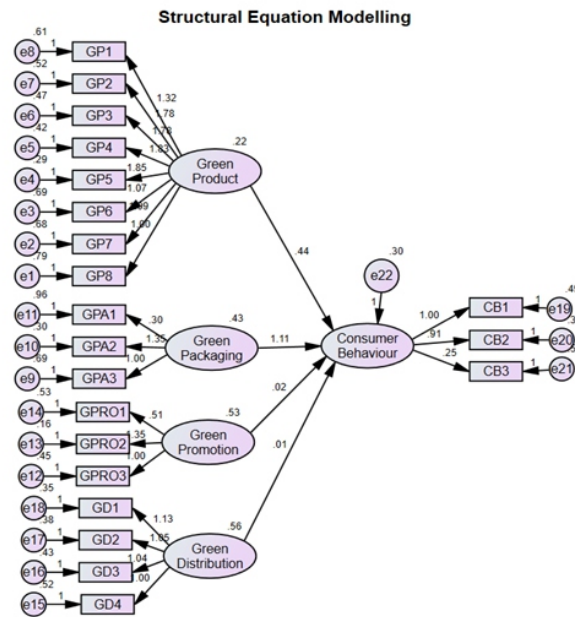 Structural Equation Modelling
.61
e8 1 GP1
.52
e7 1 GP2
.47
e6 1 GP3
.42
e5 1 GP4
.29
e4 1 GP5
.69
e3 1 GP6
.68
e2 1 GP7
.79
e1 1 GP8
1.32
1.78
1.78
1.83
1.85
1.07
1.00
.22
Green
Product
.44
.96
e11 1 GPA1
.30
e10 1 GPA2
.69
e9 1 GPA3
.30
1.35
1.00
.43
Green
Packaging
1.11
.53
e14 1 GPRO1
.16
e13 1 GPRO2
.45
e12 1 GPRO3
.51
1.35
1.00
.53
Green
Promotion
.02
.35
e18 1 GD1
.38
e17 1 GD2
.43
e16 1 GD3
.52
e15 1 GD4
1.13
1.05
1.04
1.00
.56
Green
Distribution
.01
.30
e22
1
Consumer
Behaviour
1.00
.91
.25
CB1 1 e19
CB2 1 e20
CB3 1 e21